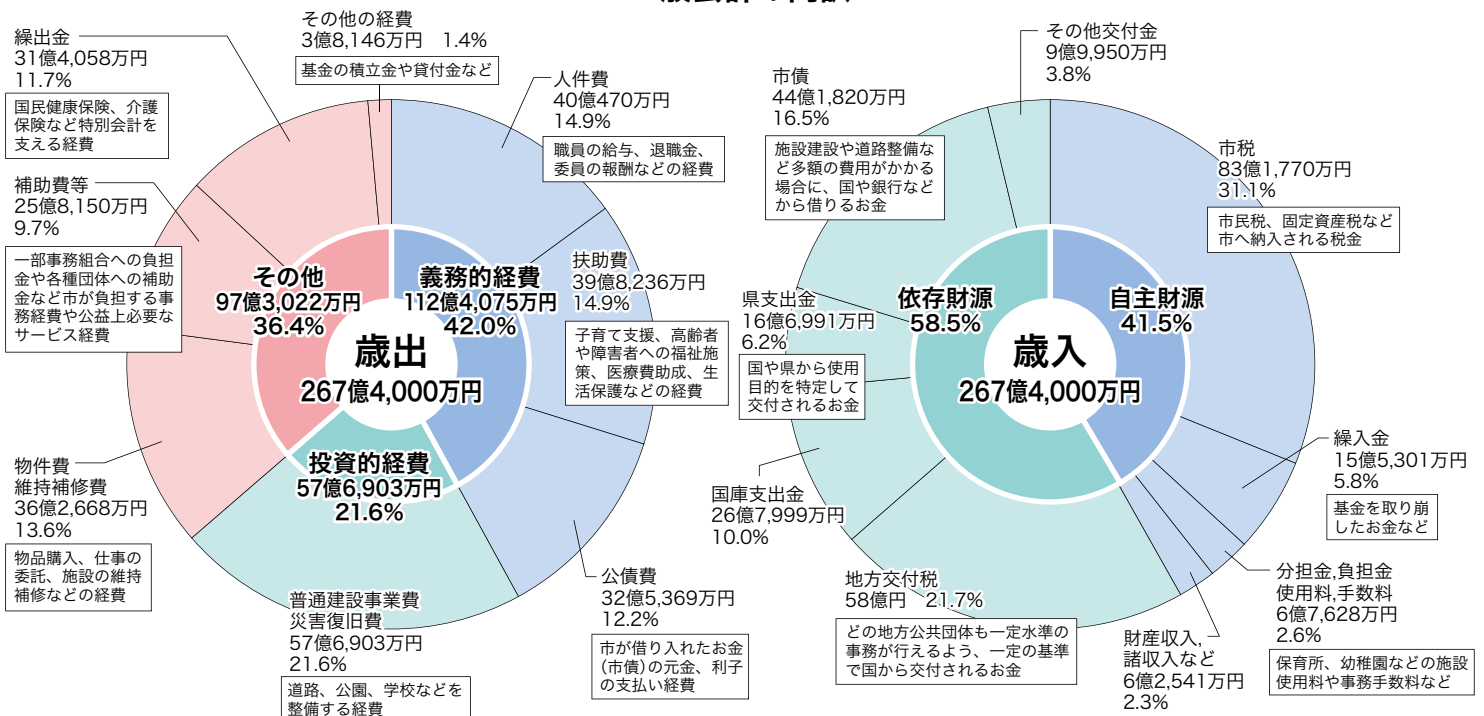 繰出金
31億4,058万円
11.7%
国民健康保険、介護
保険など特別会計を
支える経費
その他の経費
3億8,146万円 1.4%
基金の積立金や貸付金など
人件費
40億470万円
14.9%
職員の給与、退職金、
委員の報酬などの経費
補助費等
25億8,150万円
9.7%
一部事務組合への負担
金や各種団体への補助
金など市が負担する事
務経費や公益上必要な
サービス経費
その他
97億3,022万円
36.4%
義務的経費
112億4,075万円
42.0%
扶助費
39億8,236万円
14.9%
子育て支援、高齢者
や障害者への福祉施
策、医療費助成、生
活保護などの経費
歳出
267億4,000万円
投資的経費
57億6,903万円
21.6%
物件費
維持補修費
36億2,668万円
13.6%
物品購入、仕事の
委託、施設の維持
補修などの経費
普通建設事業費
災害復旧費
57億6,903万円
21.6%
道路、公園、学校などを
整備する経費
公債費
32億5,369万円
12.2%
市が借り入れたお金
(市債)の元金、利子
の支払い経費
その他交付金
9億9,950万円
3.8%
市債
44億1,820万円
16.5%
施設建設や道路整備な
ど多額の費用がかかる
場合に、国や銀行など
から借りるお金
市税
83億1,770万円
31.1%
市民税、固定資産税など
市へ納入される税金
依存財源
58.5%
自主財源
41.5%
県支出金
16億6,991万円
6.2%
国や県から使用
目的を特定して
交付されるお金
歳入
267億4,000万円
国庫支出金
26億7,999万円
10.0%
繰入金
15億5,301万円
5.8%
基金を取り崩
したお金など
地方交付税
58億円 21.7%
どの地方公共団体も一定水準の
事務が行えるよう、一定の基準
で国から交付されるお金
分担金,負担金
使用料,手数料
6億7,628万円
2.6%
保育所、幼稚園などの施設
使用料や事務手数料など
財産収入,
諸収入など
6億2,541万円
2.3%